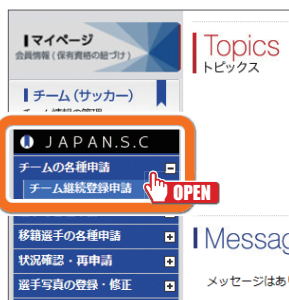 マイページ
会員情報（保有資格の紐づけ）
チーム（サッカー）
JAPAN.S.C
チームの各種申請
チーム継続登録申請
OPEN
移籍選手の各種申請
状況確認・再申請
選手写真の登録・修正
Topics
トピックス
Messag
メッセージはあ